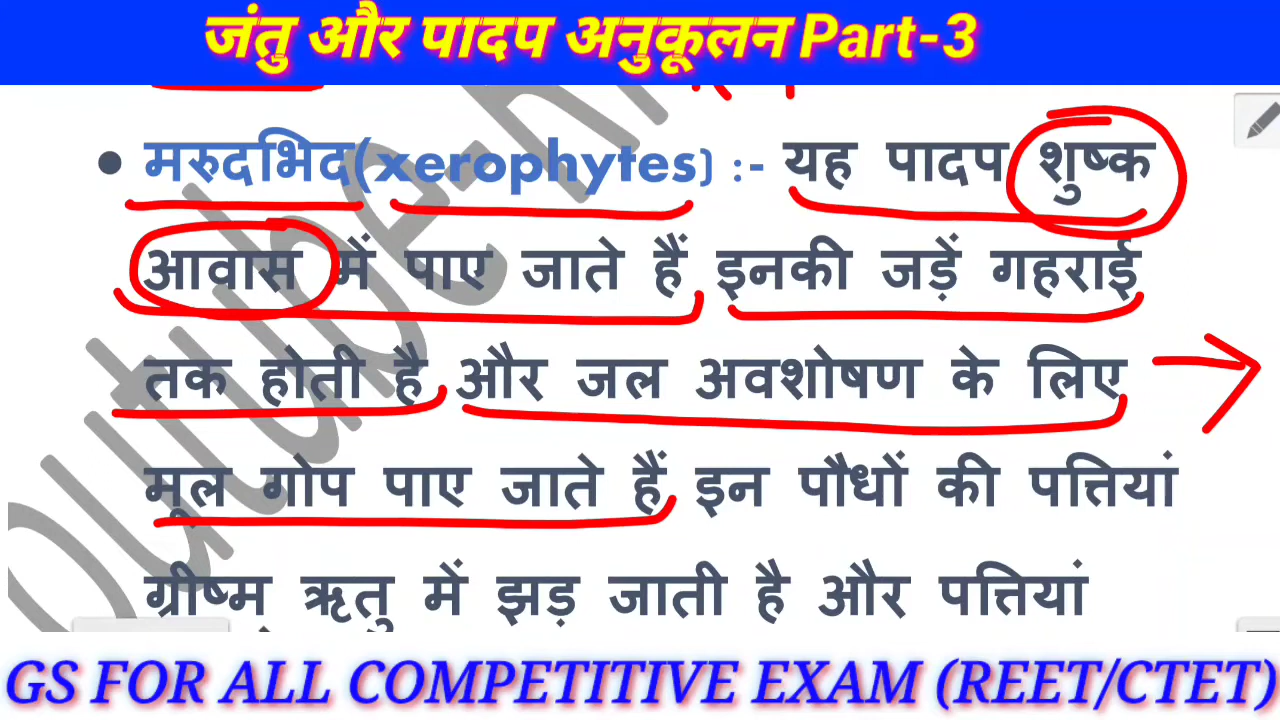 जंतु और पादप अनुकूलन Part-3
• मरुदभिद(xerophytes) :- यह पादप शुष्क
आवास में पाए जाते हैं इनकी जड़ें गहराई
तक होती है और जल अवशोषण के लिए
मूल गोप पाए जाते हैं इन पौधों की पत्तियां
ग्रीष्म ऋतु में झड़ जाती है और पत्तियां
GS FOR ALL COMPETITIVE EXAM (REET/CTET)